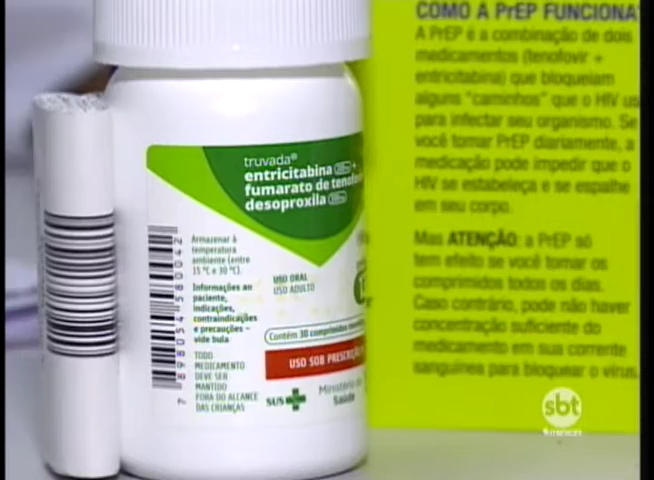 COMO A PrEP FUNCIONA
A PrEP é a combinação de dois
medicamentos (tenofovir +
entricitabina) que bloqueiam
alguns "caminhos" que o HIV us
para infectar seu organismo. Se
você tomar PrEP diariamente, a
medicação pode impedir que o
HIV se estabeleça e se espalhe
em seu corpo.
Mas ATENÇÃO: a PrEP só
tem efeito se você tomar os
comprimidos todos os dias.
Caso contrário, pode não haver
concentração suficiente do
medicamento em sua corrente
sanguínea para bloquear o vírus.
truvada®
entricitabina +
fumarato de tenofo
desoproxila
Armazenar à
temperatura
ambiente (entre
15 °C e 30 °C).
Informações ao
paciente,
indicações,
contraindicações
e precauções –
vide bula
TODO
MEDICAMENTO
DEVE SER
MANTIDO
FORA DO ALCANCE
DAS CRIANÇAS
USO ORAL
USO ADULTO
Contém 30 comprimidos
USO SOB PRESCRIÇÃO
SUS
Ministério da
Saúde
sbt